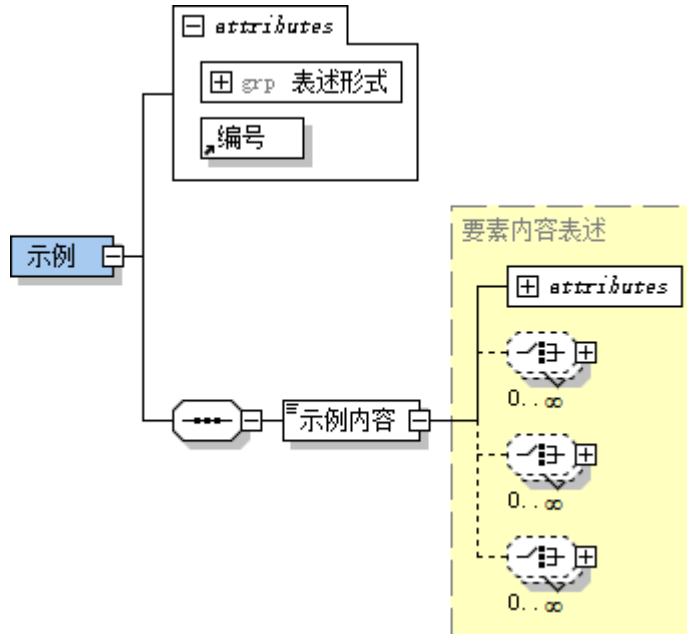 attributes
grp 表述形式
编号
示例
要素内容表述
attributes
0..∞
示例内容
0..∞
0..∞